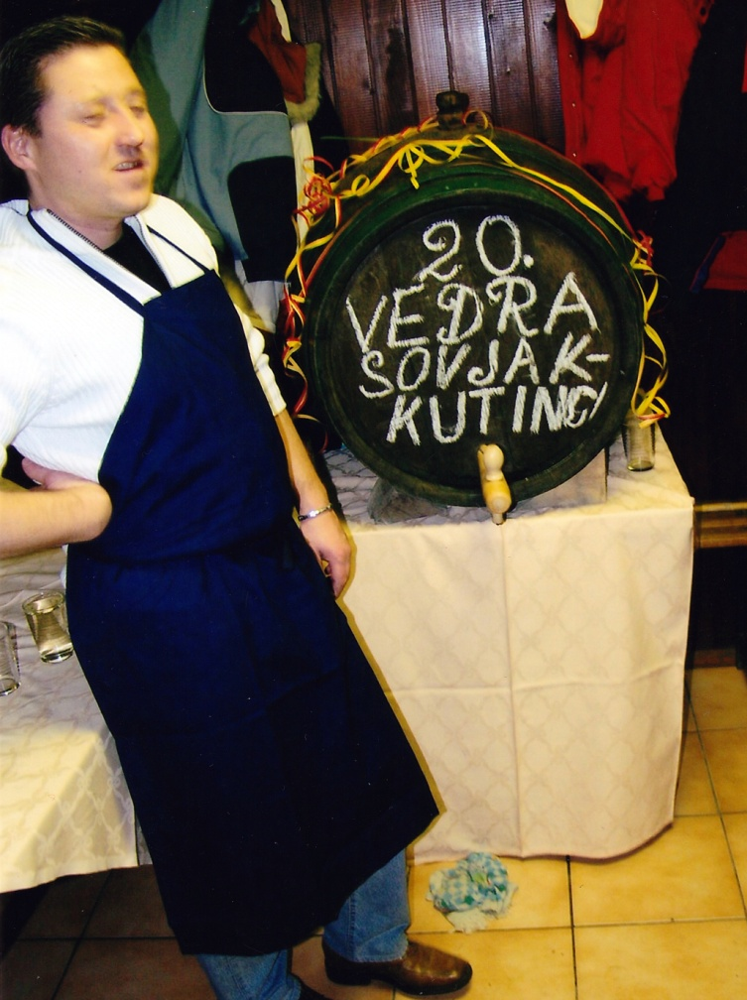 20.
VEDRA
SOVJAK-
KUTINCI